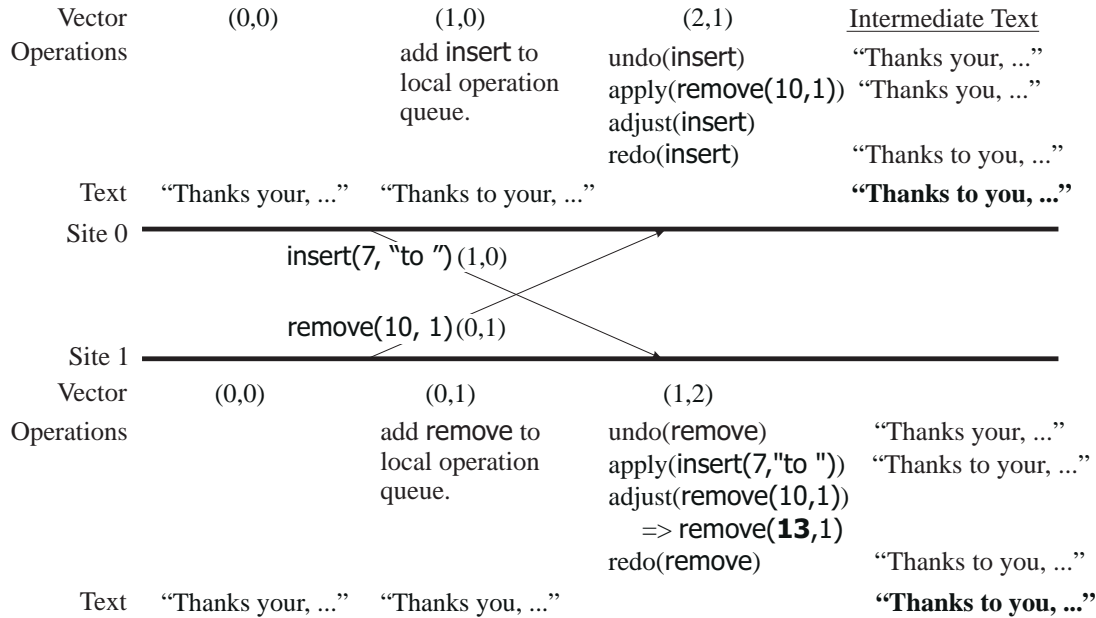 Vector (0,0) (1,0) (2,1) Intermediate Text
Operations add insert to undo(insert) “Thanks your, ...”
local operation apply(remove(10,1)) “Thanks you, ...”
queue. adjust(insert)
redo(insert) “Thanks to you, ...”
Text “Thanks your, ...” “Thanks to your, ...” “Thanks to you, ...”
Site 0
insert(7, “to ”) (1,0)
remove(10, 1) (0,1)
Site 1
Vector (0,0) (0,1) (1,2)
Operations add remove to undo(remove) “Thanks your, ...”
local operation apply(insert(7,"to ")) “Thanks to your, ...”
queue. adjust(remove(10,1))
=> remove(13,1)
redo(remove) “Thanks to you, ...”
Text “Thanks your, ...” “Thanks you, ...” “Thanks to you, ...”